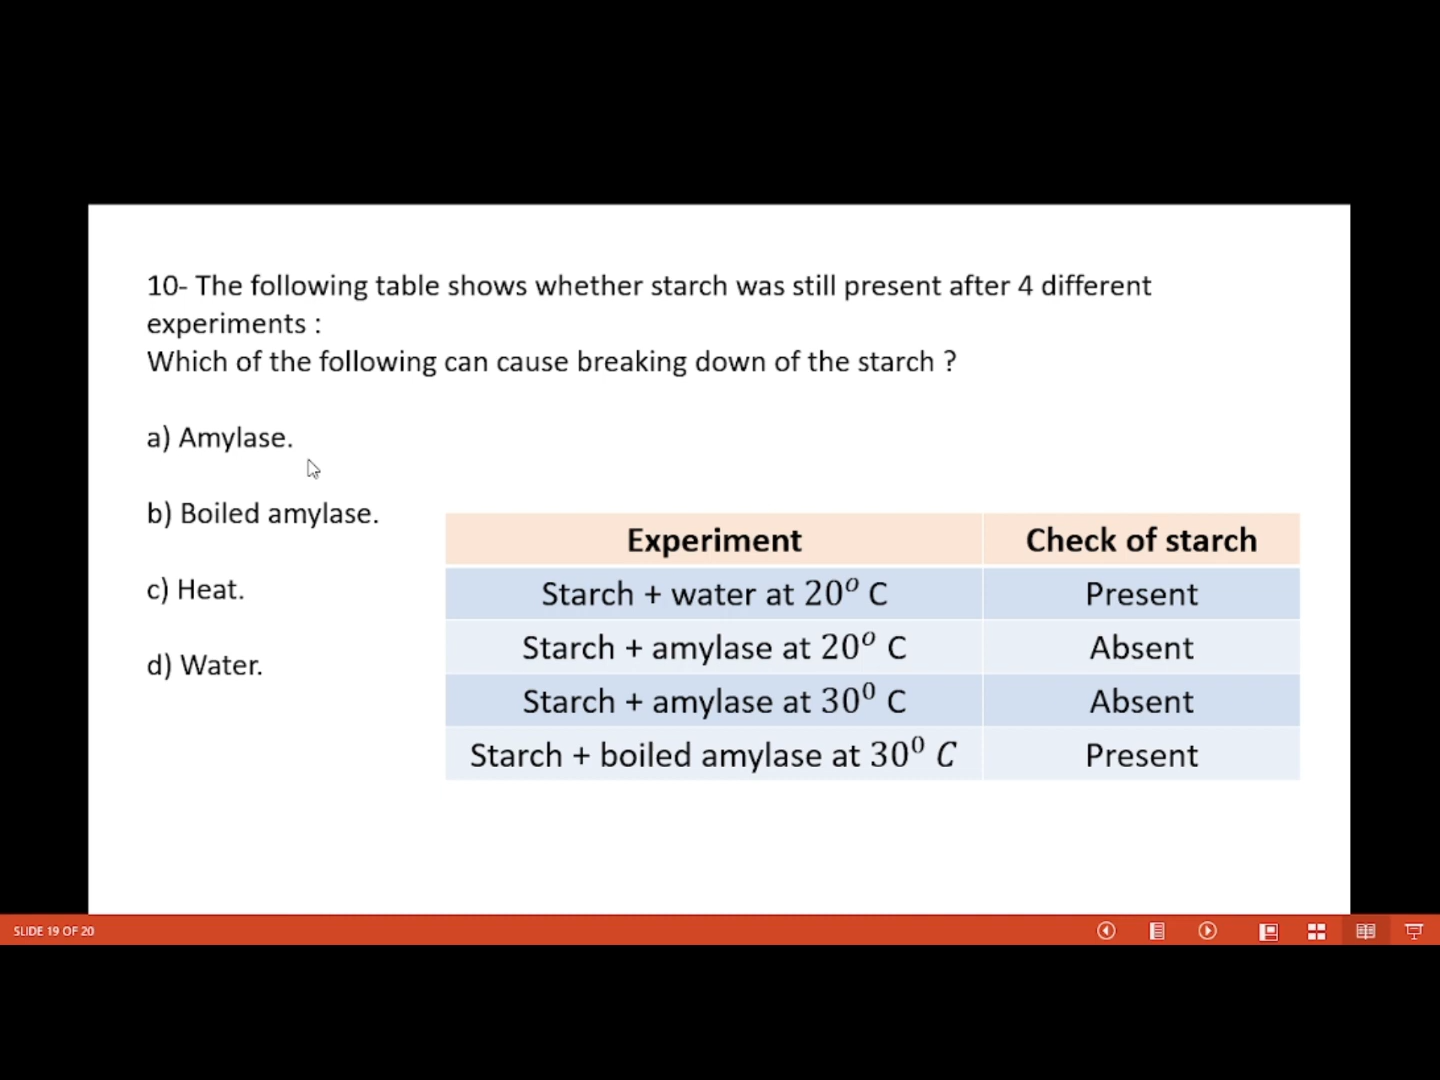 10- The following table shows whether starch was still present after 4 different
experiments :
Which of the following can cause breaking down of the starch ?
a) Amylase.
b) Boiled amylase.
c) Heat.
d) Water.
Experiment Check of starch
Starch + water at 20⁰ C Present
Starch + amylase at 20⁰ C Absent
Starch + amylase at 30⁰ C Absent
Starch + boiled amylase at 30⁰ C Present
SLIDE 19 OF 20